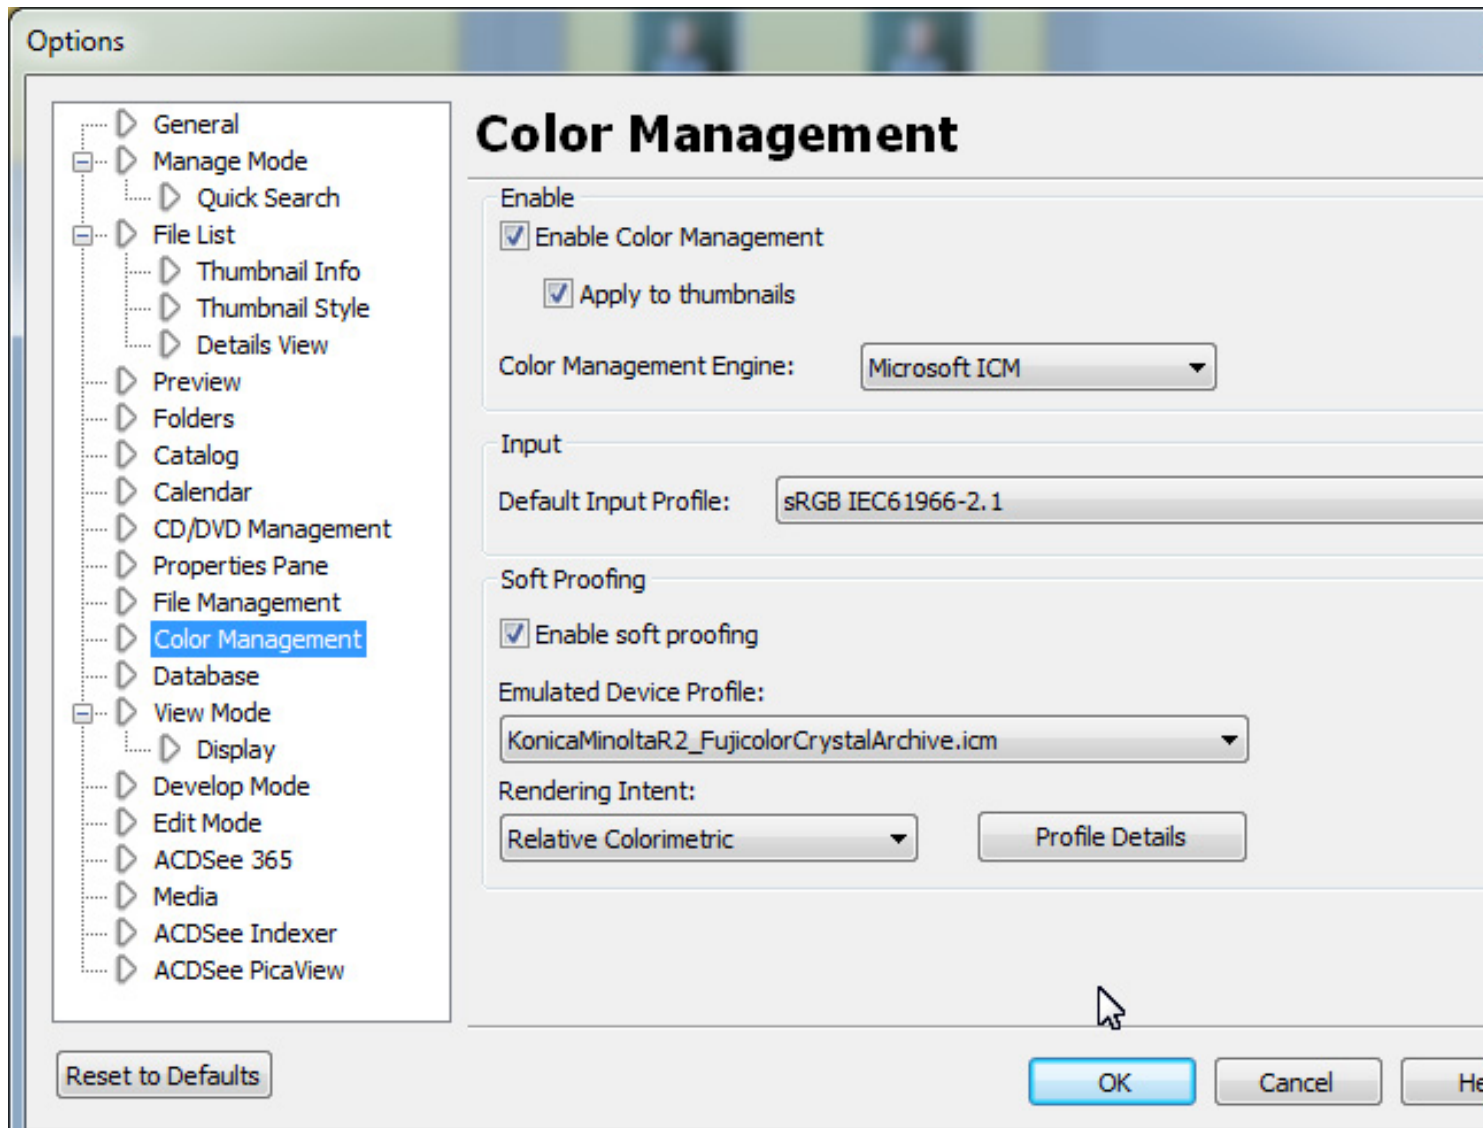 Options
General
Manage Mode
Quick Search
File List
Thumbnail Info
Thumbnail Style
Details View
Preview
Folders
Catalog
Calendar
CD/DVD Management
Properties Pane
File Management
Color Management
Database
View Mode
Display
Develop Mode
Edit Mode
ACDSee 365
Media
ACDSee Indexer
ACDSee PicaView
Reset to Defaults
Color Management
Enable
Enable Color Management
Apply to thumbnails
Color Management Engine: Microsoft ICM
Input
Default Input Profile: sRGB IEC61966-2.1
Soft Proofing
Enable soft proofing
Emulated Device Profile:
KonicaMinoltaR2_FujicolorCrystalArchive.icm
Rendering Intent:
Relative Colorimetric Profile Details
OK Cancel He